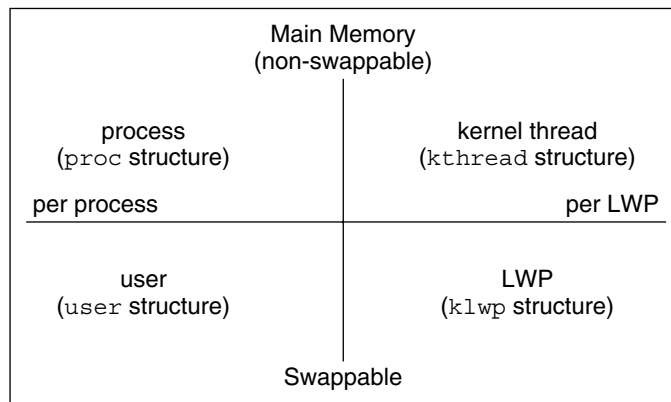 Main Memory
(non-swappable)
process
(proc structure)
kernel thread
(kthread structure)
per process
per LWP
user
(user structure)
LWP
(klwp structure)
Swappable